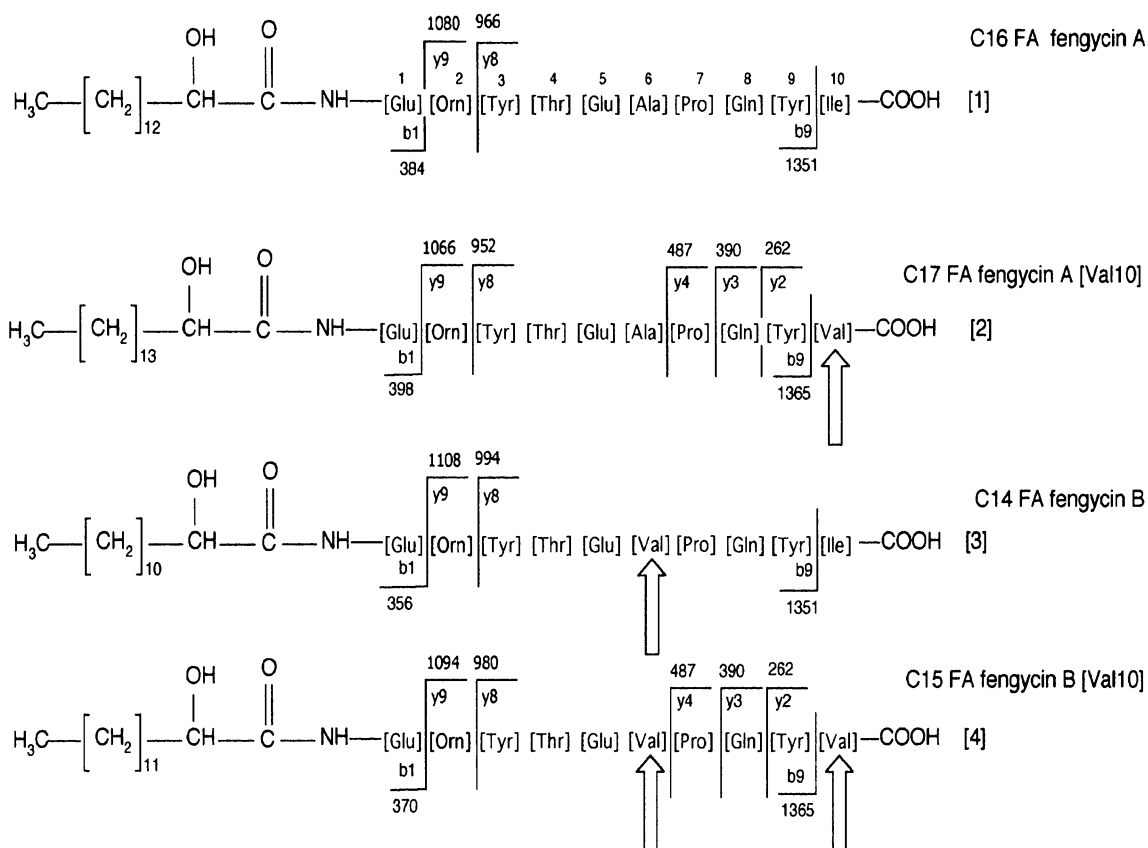 C16 FA fengycin A
OH O 1080 966
y9 y8
1 2 3 4 5 6 7 8 9 10
H3C—[CH2]12—CH—C—NH—[Glu] [Orn] [Tyr] [Thr] [Glu] [Ala] [Pro] [Gln] [Tyr] [Ile]—COOH [1]
b1 b9
384 1351
C17 FA fengycin A [Val10]
OH O 1066 952 487 390 262
y9 y8 y4 y3 y2
H3C—[CH2]13—CH—C—NH—[Glu] [Orn] [Tyr] [Thr] [Glu] [Ala] [Pro] [Gln] [Tyr] [Val]—COOH [2]
b1 b9
398 1365
C14 FA fengycin B
OH O 1108 994
y9 y8
H3C—[CH2]10—CH—C—NH—[Glu] [Orn] [Tyr] [Thr] [Glu] [Val] [Pro] [Gln] [Tyr] [Ile]—COOH [3]
b1 b9
356 1351
C15 FA fengycin B [Val10]
OH O 1094 980 487 390 262
y9 y8 y4 y3 y2
H3C—[CH2]11—CH—C—NH—[Glu] [Orn] [Tyr] [Thr] [Glu] [Val] [Pro] [Gln] [Tyr] [Val]—COOH [4]
b1 b9
370 1365